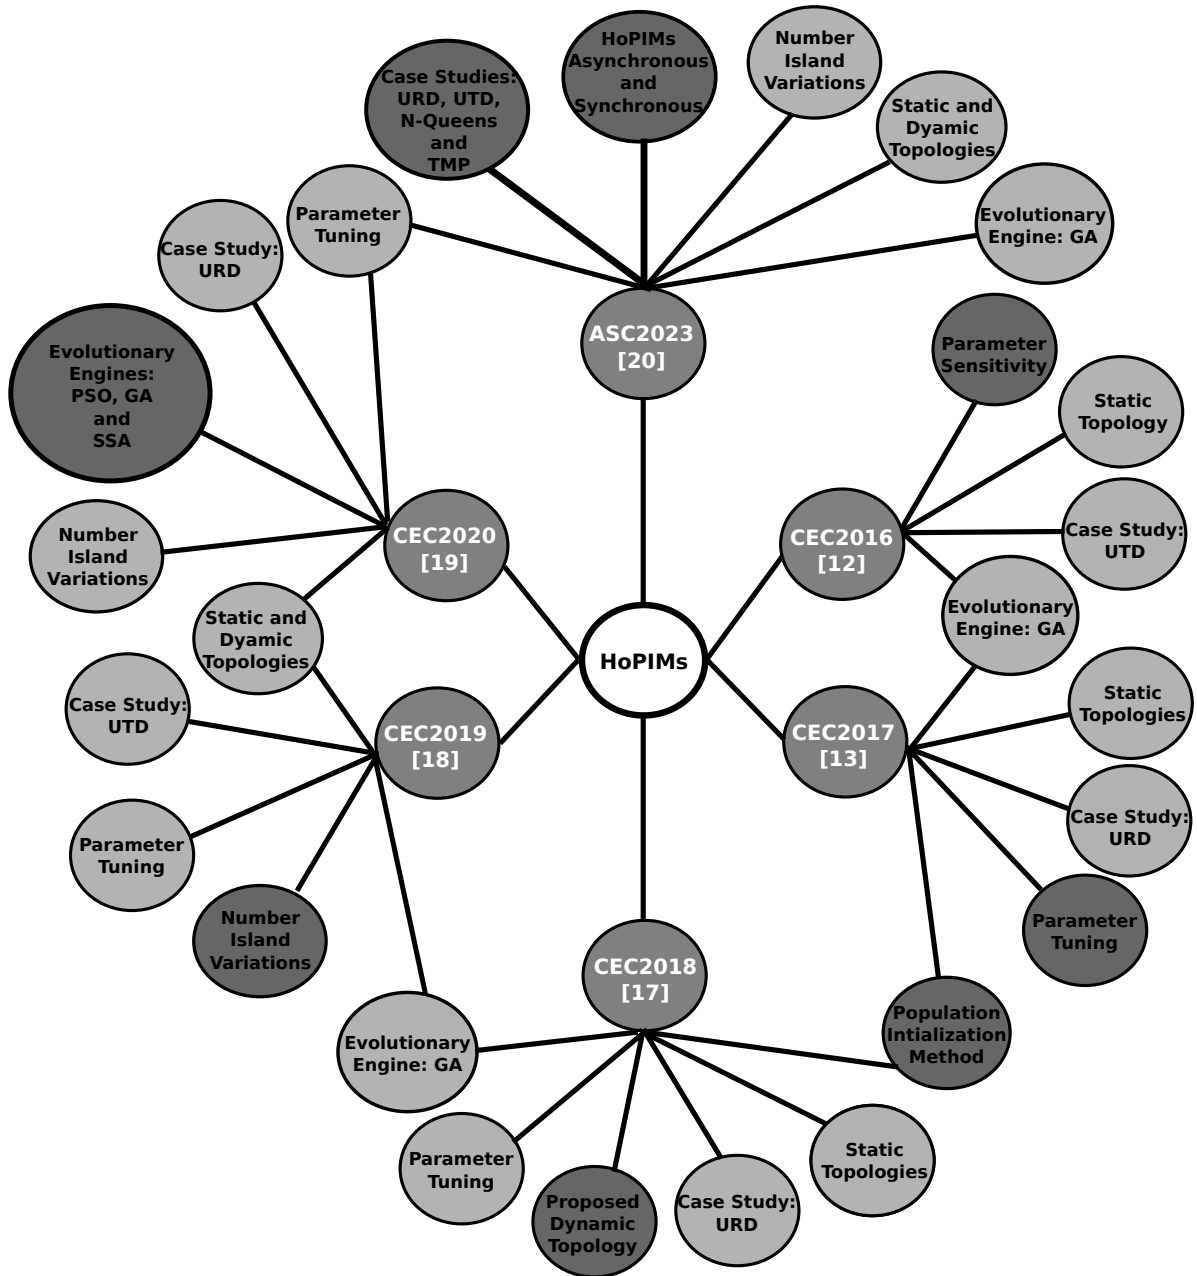 HoPIMs
Asynchronous
and
Synchronous
Number
Island
Variations
Case Studies:
URD, UTD,
N-Queens
and
TMP
Static and
Dyamic
Topologies
Parameter
Tuning
Evolutionary
Engine: GA
Case Study:
URD
ASC2023
[20]
Parameter
Sensitivity
Evolutionary
Engines:
PSO, GA
and
SSA
Static
Topology
CEC2020
[19]
CEC2016
[12]
Case Study:
UTD
Number
Island
Variations
Evolutionary
Engine: GA
Static and
Dyamic
Topologies
HoPIMs
Static
Topologies
Case Study:
UTD
CEC2019
[18]
CEC2017
[13]
Case Study:
URD
Parameter
Tuning
Number
Island
Variations
Parameter
Tuning
CEC2018
[17]
Population
Intialization
Method
Evolutionary
Engine: GA
Parameter
Tuning
Static
Topologies
Proposed
Dynamic
Topology
Case Study:
URD